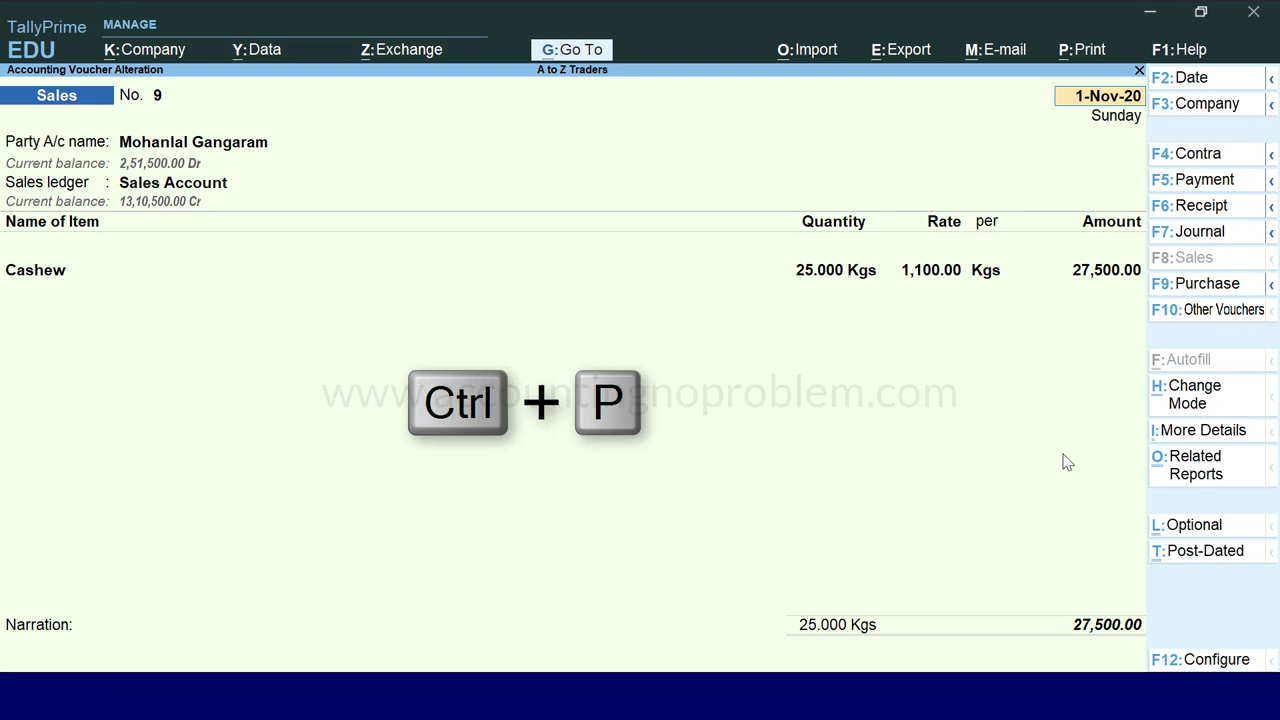 TallyPrime
MANAGE
EDU
K:Company
Y:Data
Z:Exchange
G:Go To
O:Import
E:Export
M:E-mail
P:Print
F1:Help
Accounting Voucher Alteration
A to Z Traders
Sales
No. 9
1-Nov-20
Sunday
Party A/c name: Mohanlal Gangaram
Current balance: 2,51,500.00 Dr
Sales ledger : Sales Account
Current balance: 13,10,500.00 Cr
Name of Item
Quantity
Rate
per
Amount
Cashew
25.000 Kgs
1,100.00
Kgs
27,500.00
www.accountingnoproblem.com
Ctrl + P
Narration:
25.000 Kgs
27,500.00
F2:Date
F3:Company
F4:Contra
F5:Payment
F6:Receipt
F7:Journal
F8:Sales
F9:Purchase
F10:Other Vouchers
F:Autofill
H:Change
Mode
I:More Details
O:Related
Reports
L:Optional
T:Post-Dated
F12:Configure